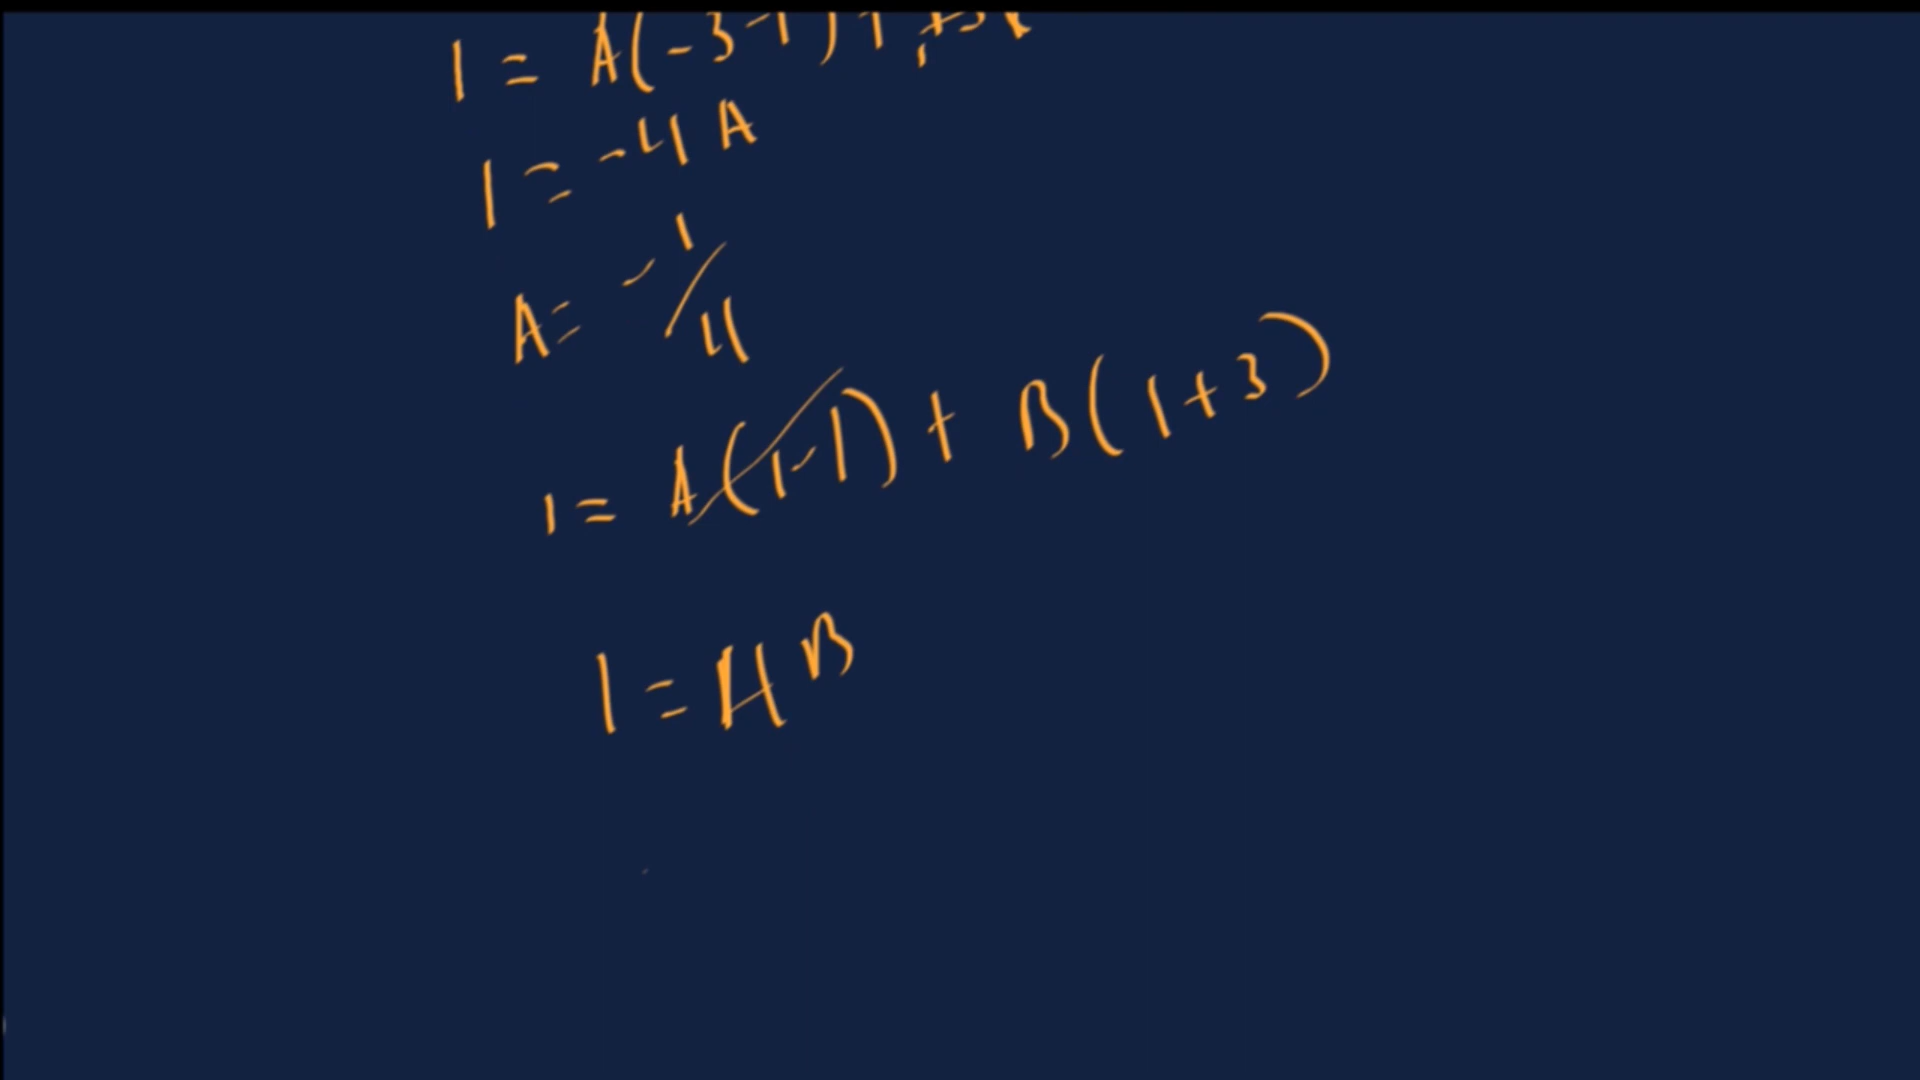 1 = A(-3-1) +
1 = -4A
A = -1/4
1 = A(1-1) + B(1+3)
1 = 4B